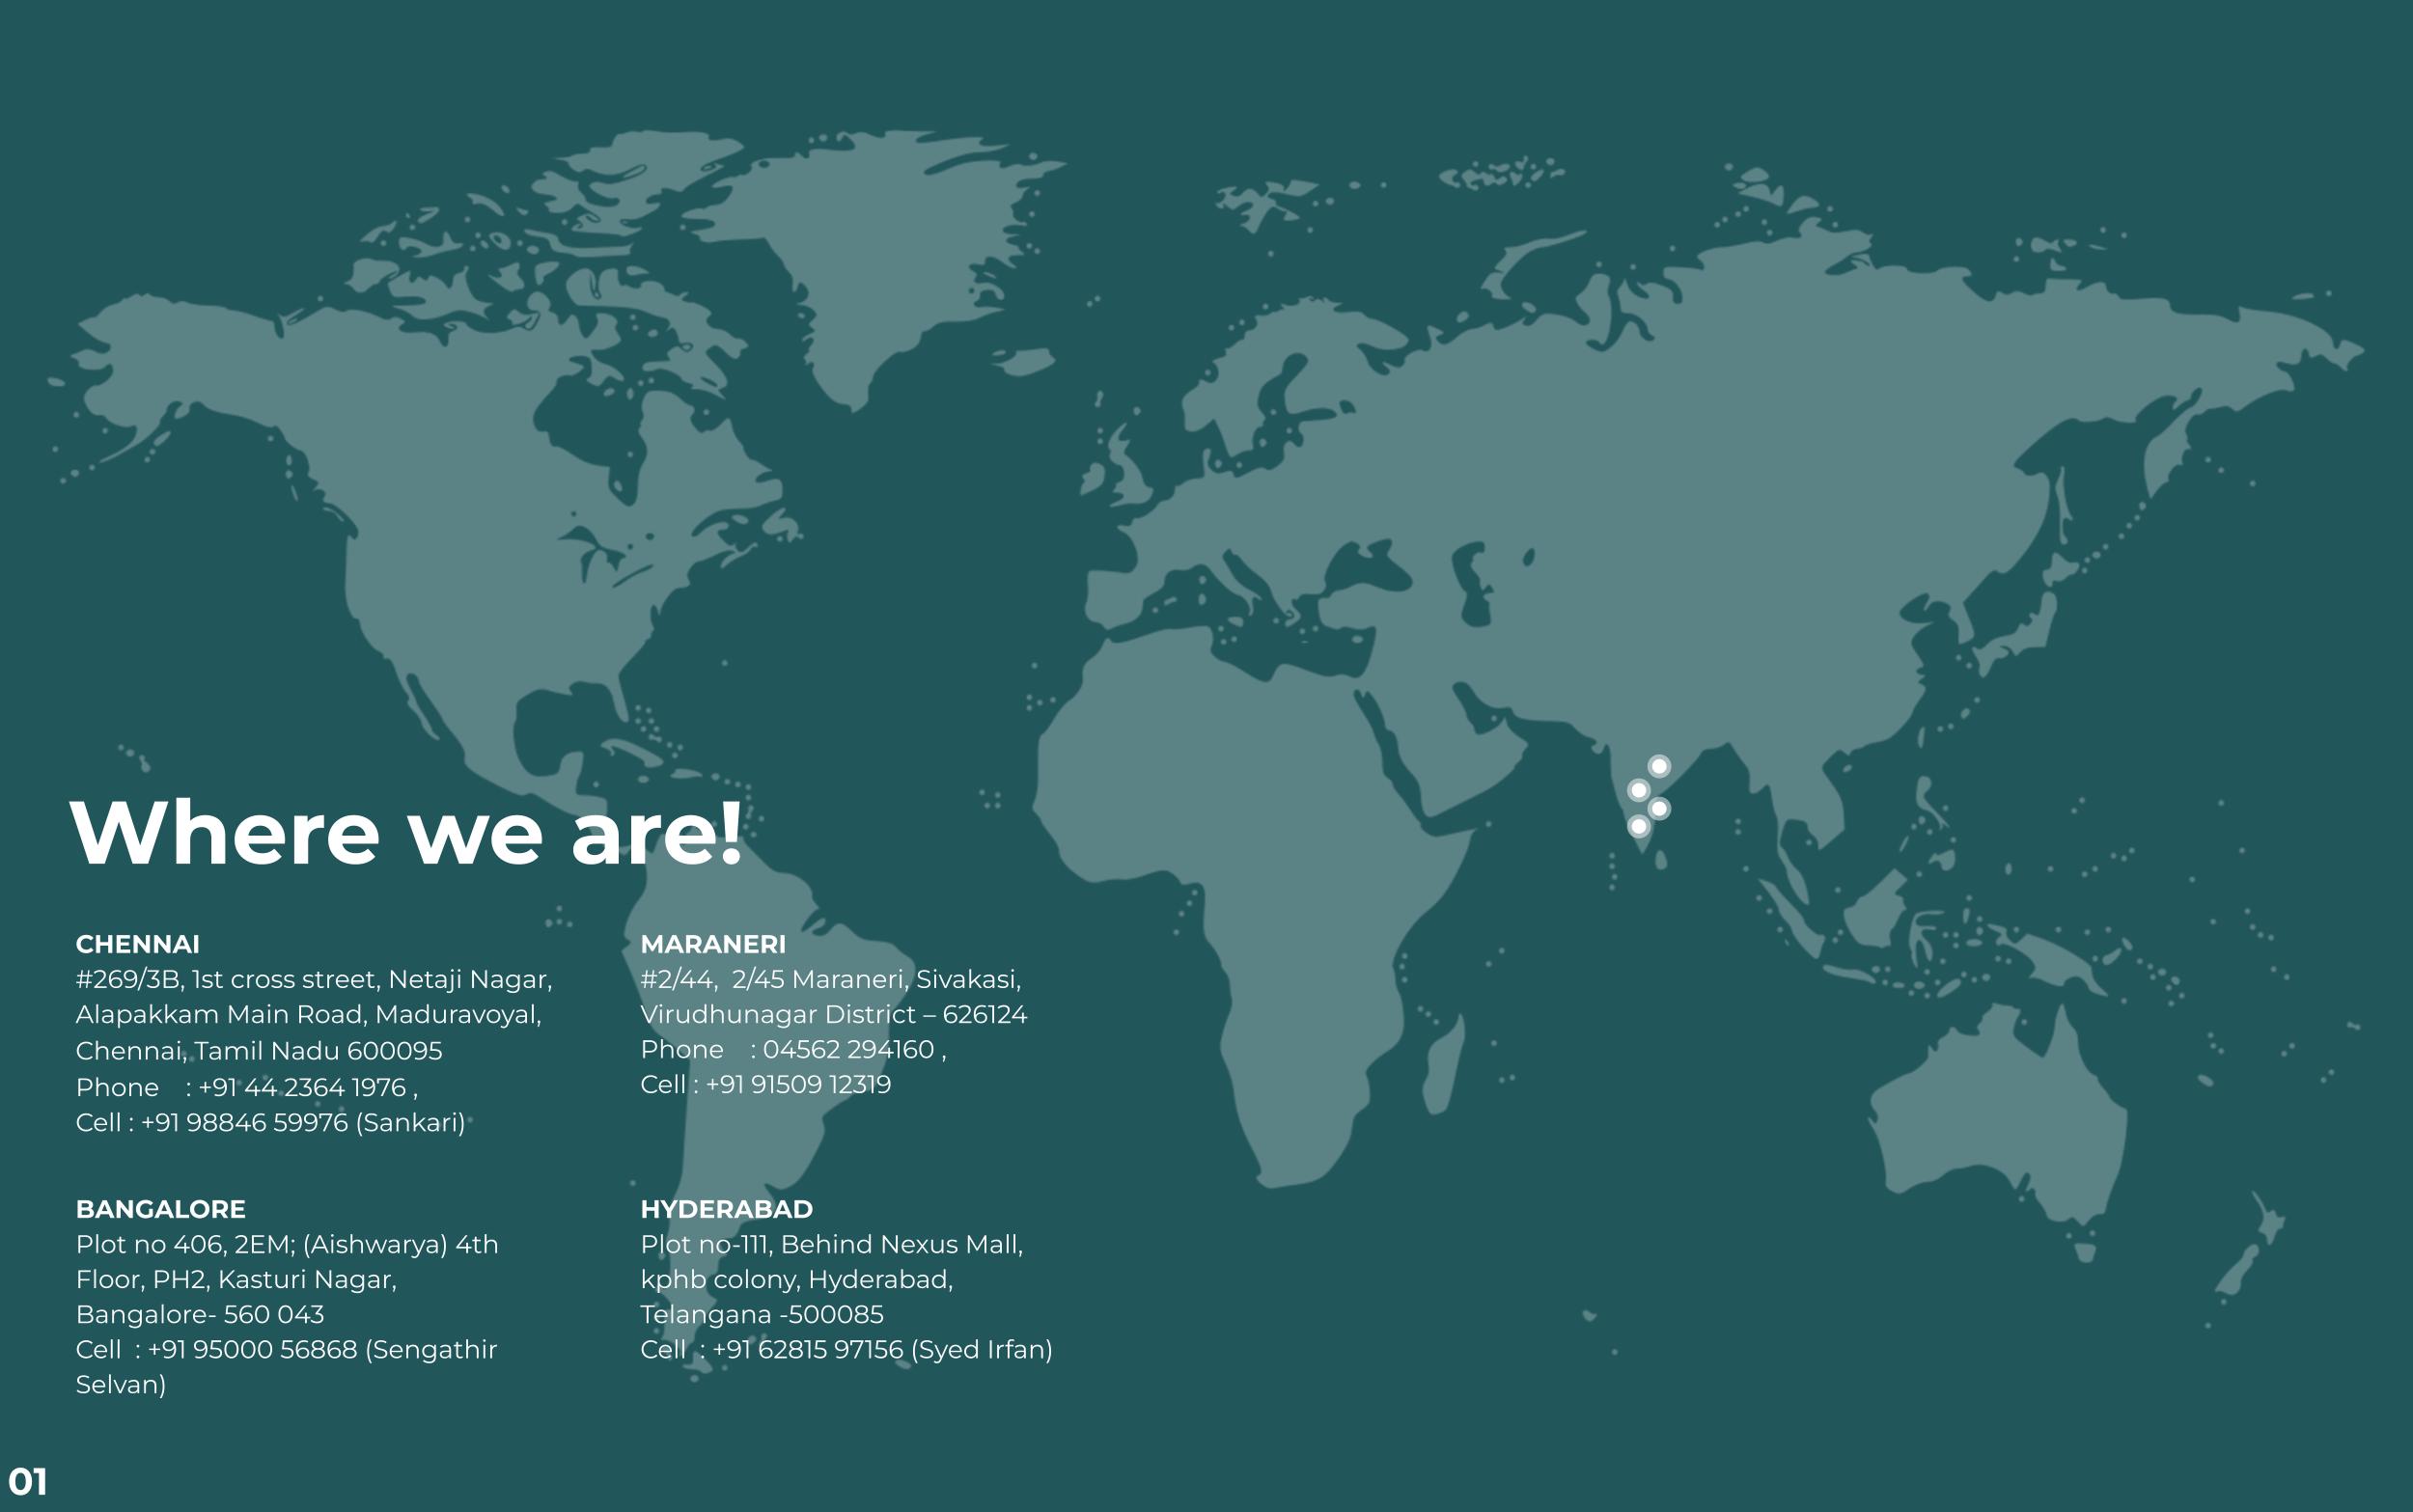 Where we are!
CHENNAI
#269/3B, 1st cross street, Netaji Nagar,
Alapakkam Main Road, Maduravoyal,
Chennai, Tamil Nadu 600095
Phone    : +91 44 2364 1976 ,
Cell : +91 98846 59976 (Sankari)
MARANERI
#2/44,  2/45 Maraneri, Sivakasi,
Virudhunagar District – 626124
Phone    : 04562 294160 ,
Cell : +91 91509 12319
BANGALORE
Plot no 406, 2EM; (Aishwarya) 4th
Floor, PH2, Kasturi Nagar,
Bangalore- 560 043
Cell  : +91 95000 56868 (Sengathir
Selvan)
HYDERABAD
Plot no-111, Behind Nexus Mall,
kphb colony, Hyderabad,
Telangana -500085
Cell  : +91 62815 97156 (Syed Irfan)
01